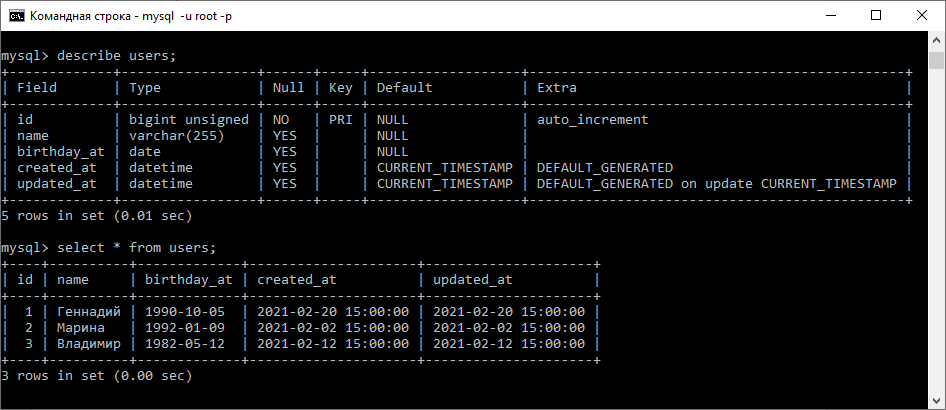 Командная строка - mysql -u root -p
mysql> describe users;
+-------------+-----------------+------+-----+-------------------+-----------------------------------------------+
| Field       | Type            | Null | Key | Default           | Extra                                         |
+-------------+-----------------+------+-----+-------------------+-----------------------------------------------+
| id          | bigint unsigned | NO   | PRI | NULL              | auto_increment                                |
| name        | varchar(255)    | YES  |     | NULL              |                                               |
| birthday_at | date            | YES  |     | NULL              |                                               |
| created_at  | datetime        | YES  |     | CURRENT_TIMESTAMP | DEFAULT_GENERATED                             |
| updated_at  | datetime        | YES  |     | CURRENT_TIMESTAMP | DEFAULT_GENERATED on update CURRENT_TIMESTAMP |
+-------------+-----------------+------+-----+-------------------+-----------------------------------------------+
5 rows in set (0.01 sec)
mysql> select * from users;
+----+----------+-------------+---------------------+---------------------+
| id | name     | birthday_at | created_at          | updated_at          |
+----+----------+-------------+---------------------+---------------------+
|  1 | Геннадий | 1990-10-05  | 2021-02-20 15:00:00 | 2021-02-20 15:00:00 |
|  2 | Марина   | 1992-01-09  | 2021-02-02 15:00:00 | 2021-02-02 15:00:00 |
|  3 | Владимир | 1982-05-12  | 2021-02-12 15:00:00 | 2021-02-12 15:00:00 |
+----+----------+-------------+---------------------+---------------------+
3 rows in set (0.00 sec)